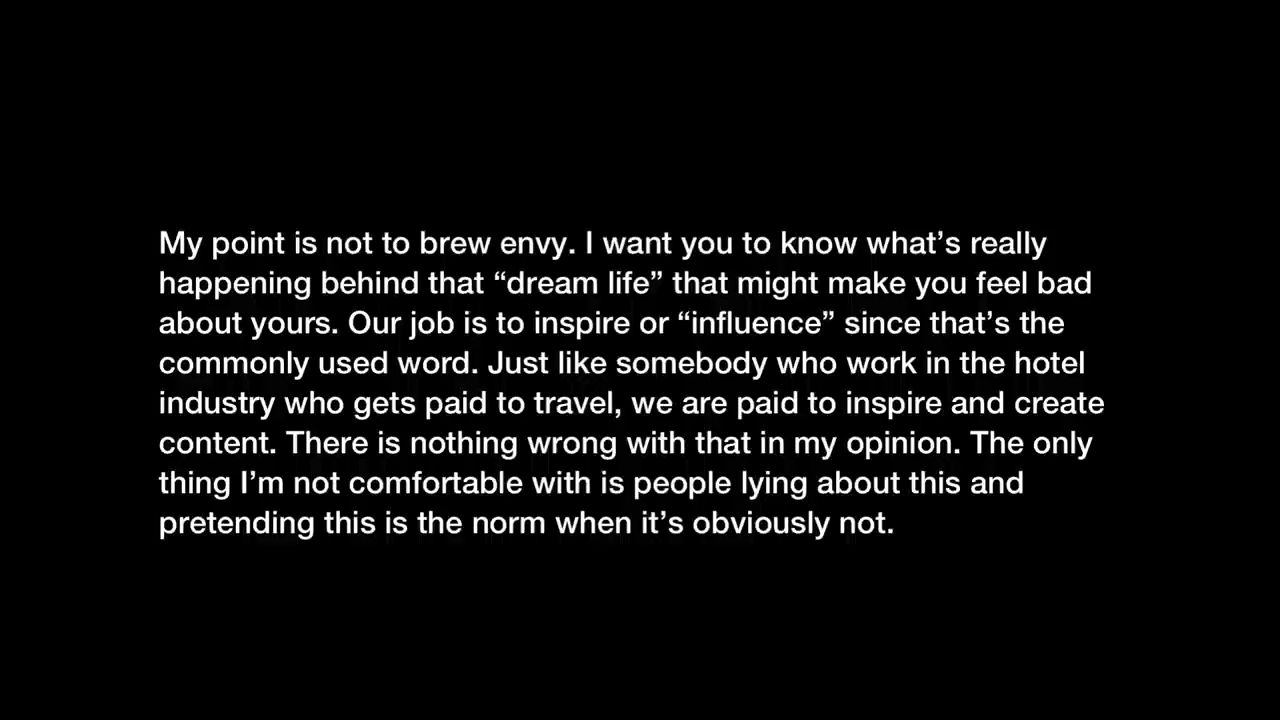 My point is not to brew envy. I want you to know what’s really
happening behind that “dream life” that might make you feel bad
about yours. Our job is to inspire or “influence” since that’s the
commonly used word. Just like somebody who work in the hotel
industry who gets paid to travel, we are paid to inspire and create
content. There is nothing wrong with that in my opinion. The only
thing I’m not comfortable with is people lying about this and
pretending this is the norm when it’s obviously not.